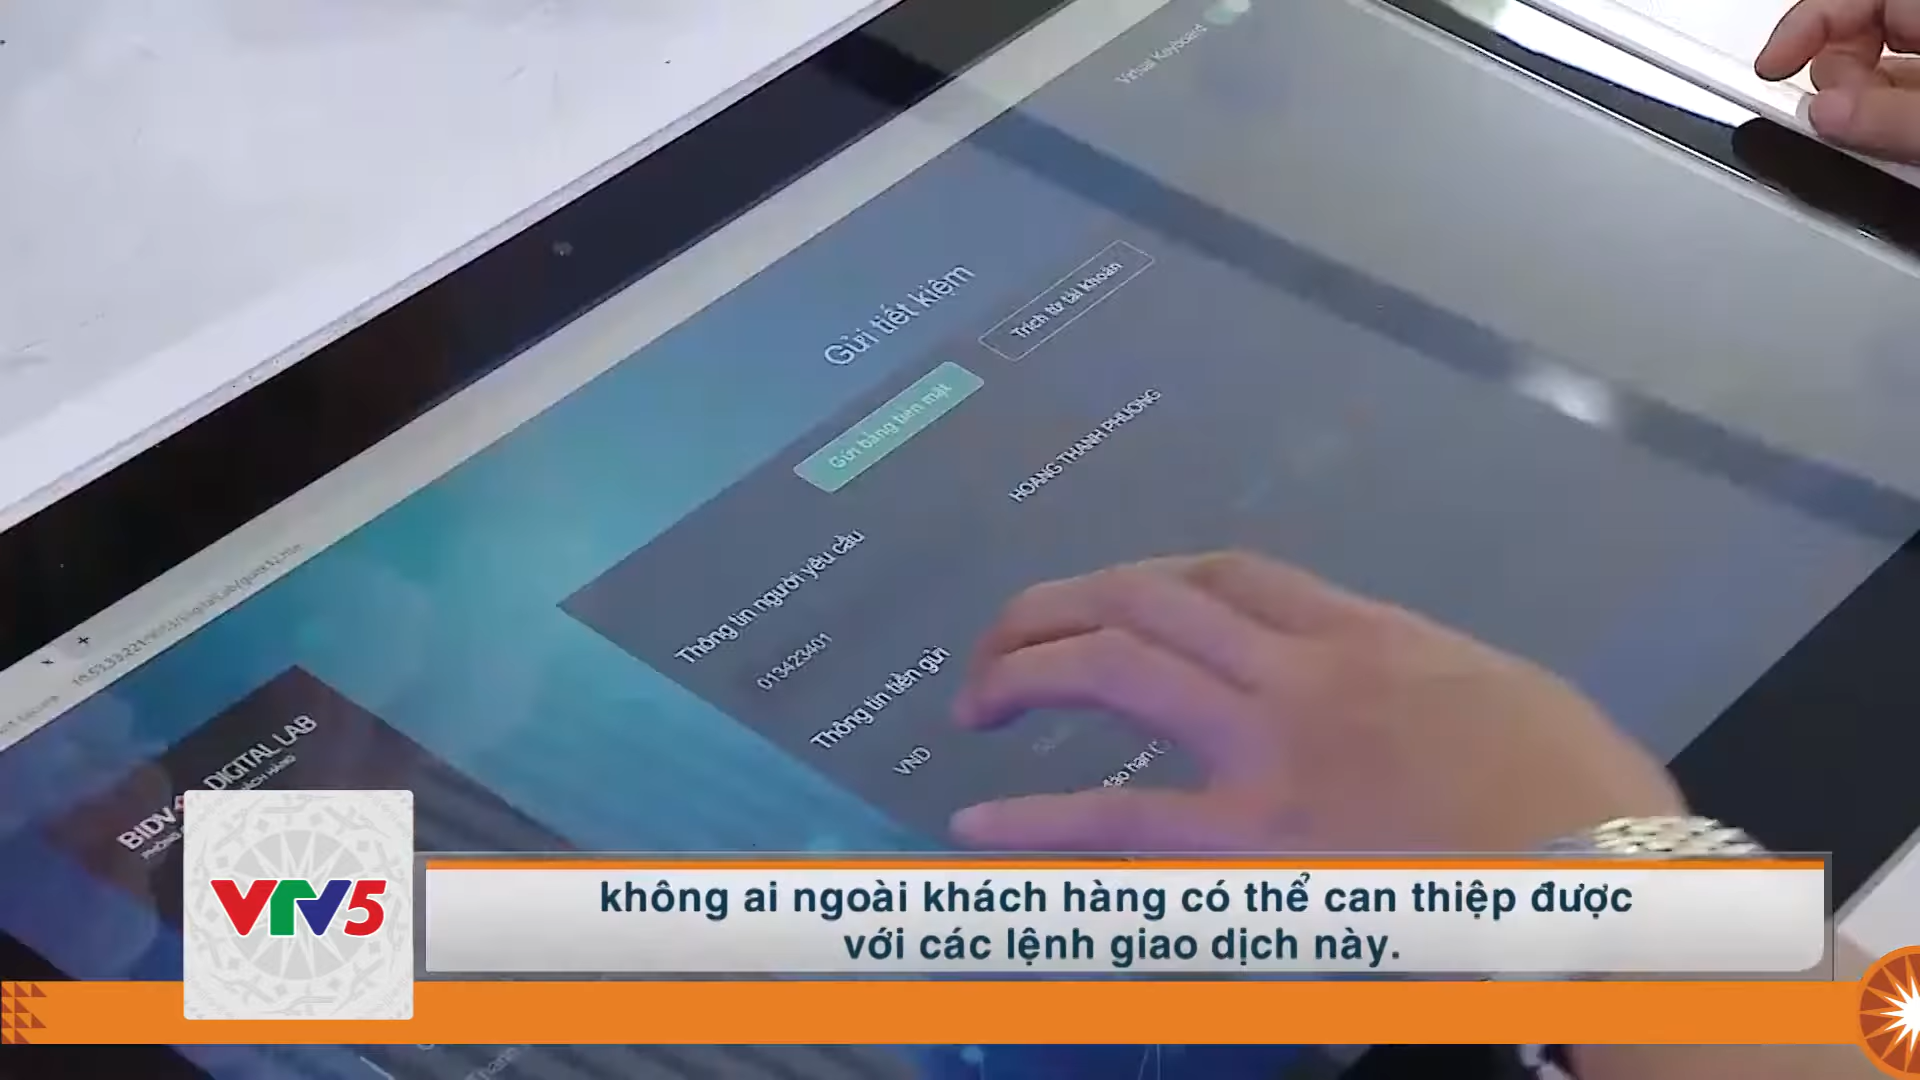 Virtual Keyboard
Gửi tiết kiệm
Gửi bằng tiền mặt
Trích từ tài khoản
Thông tin người yêu cầu
013423401
HOANG THANH PHUONG
Thông tin tiền gửi
VND
đáo hạn (
BIDV DIGITAL LAB
VTV5
không ai ngoài khách hàng có thể can thiệp được
với các lệnh giao dịch này.